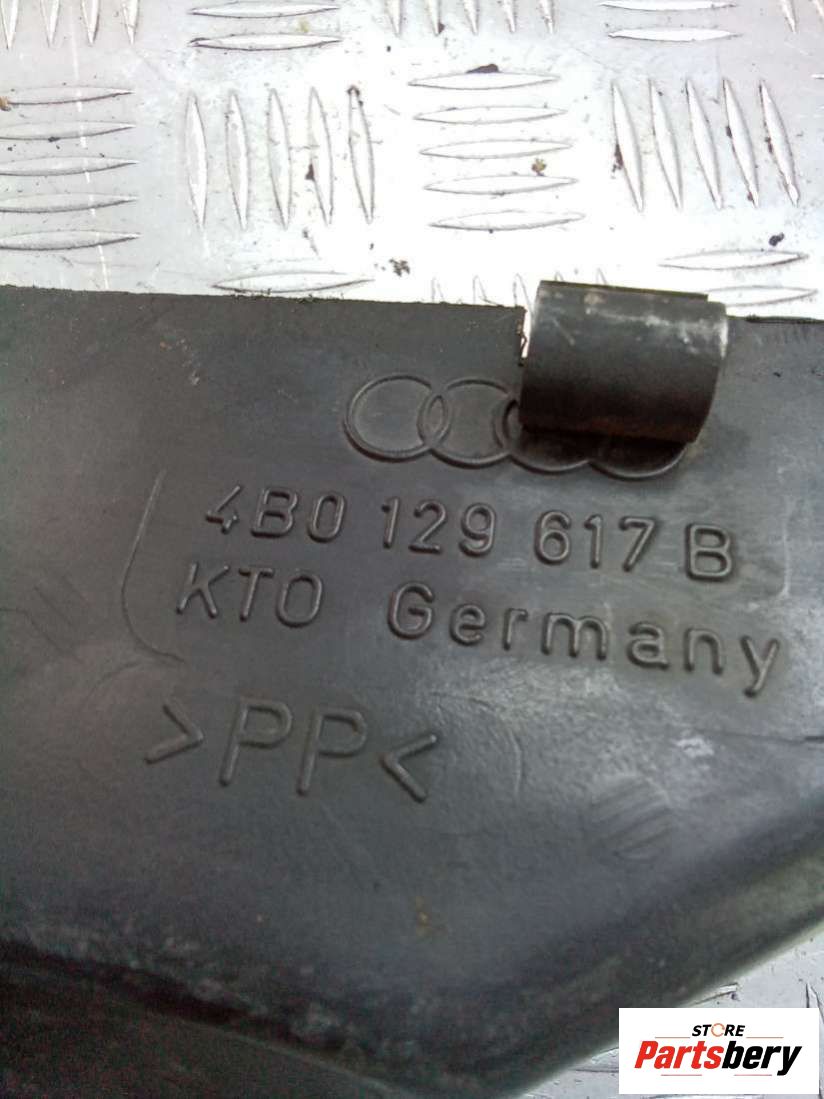 4B0 129 617 B
KTO Germany
>PP<
STORE
Partsbery